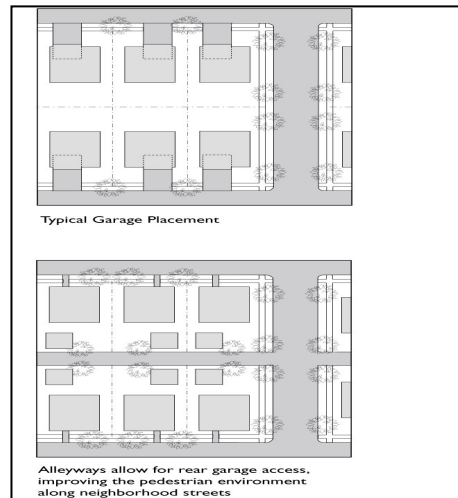 Typical Garage Placement
Alleyways allow for rear garage access,
improving the pedestrian environment
along neighborhood streets